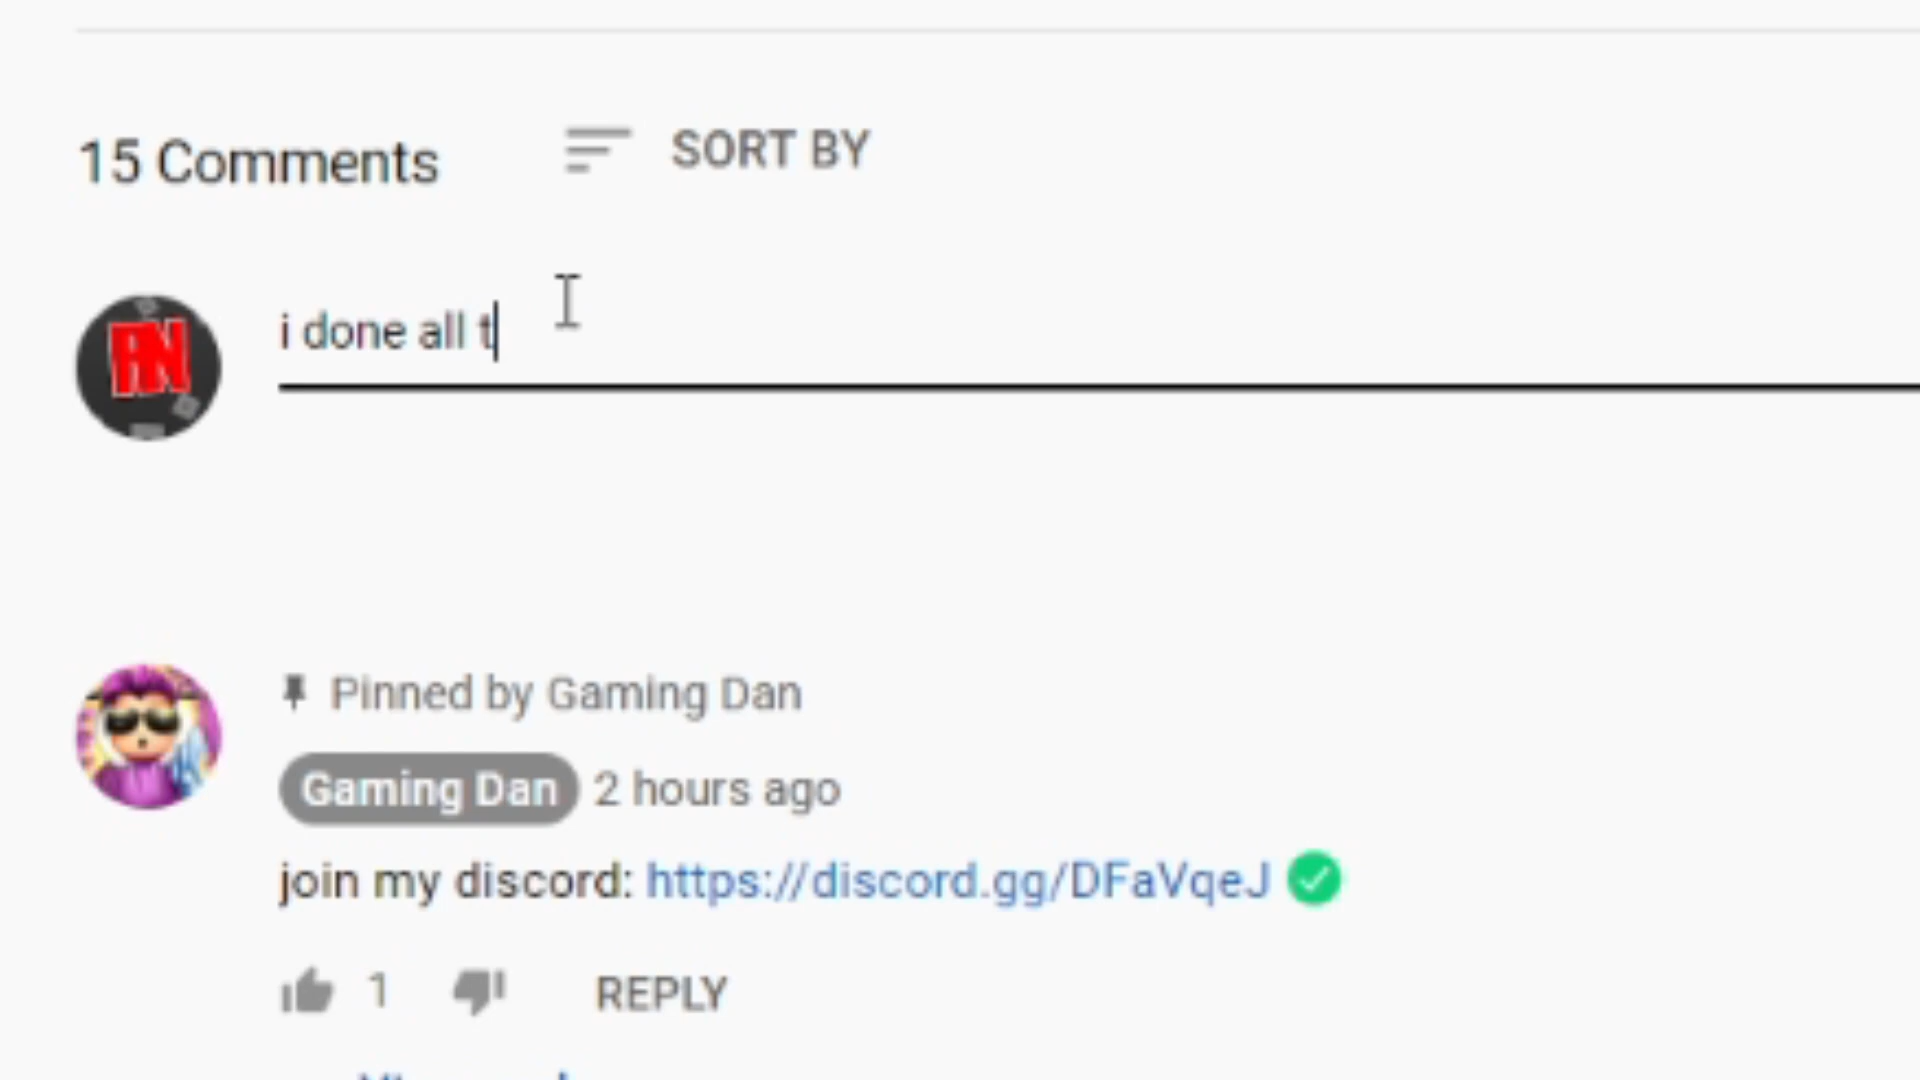 15 Comments
SORT BY
i done all t
Pinned by Gaming Dan
Gaming Dan 2 hours ago
join my discord: https://discord.gg/DFaVqeJ
1
REPLY